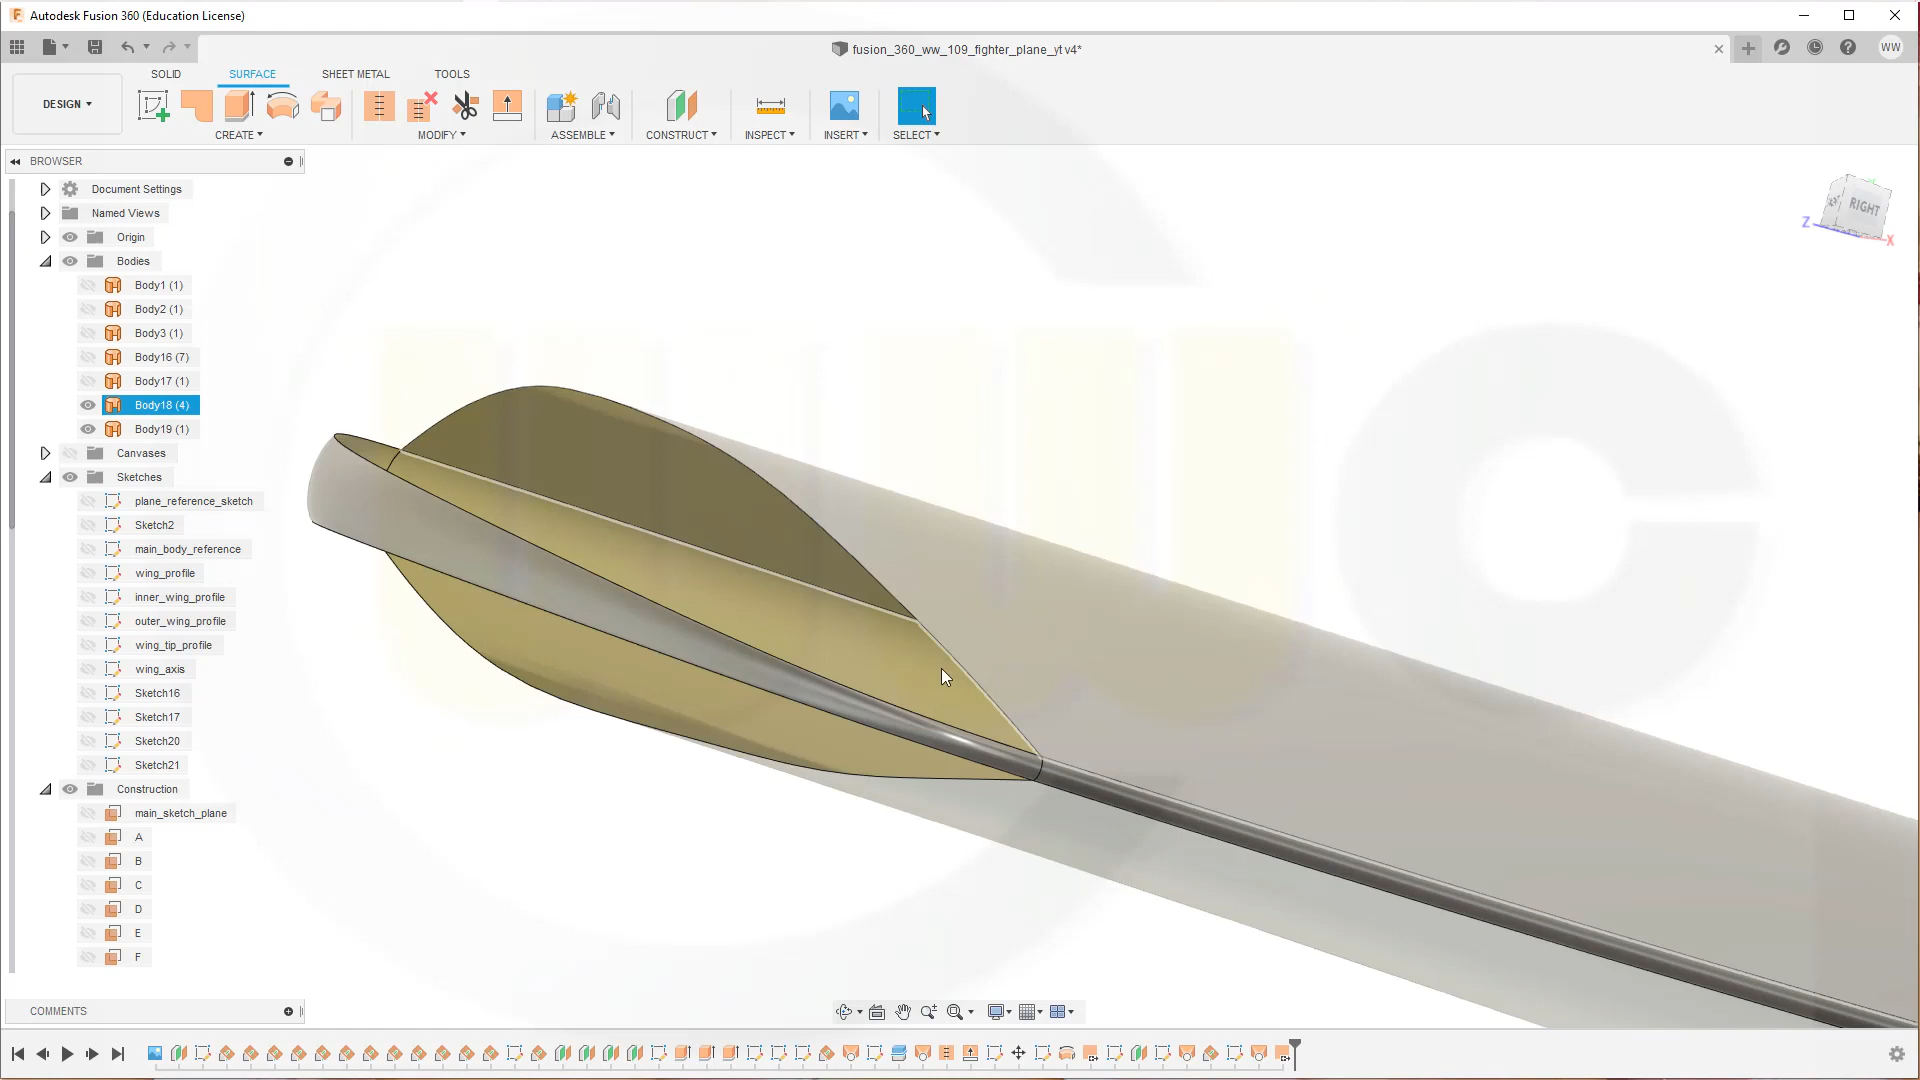 Autodesk Fusion 360 (Education License)
fusion_360_ww_109_fighter_plane_yt v4*
WW
SOLID
SURFACE
SHEET METAL
TOOLS
DESIGN
CREATE
MODIFY
ASSEMBLE
CONSTRUCT
INSPECT
INSERT
SELECT
BROWSER
Document Settings
Named Views
Origin
Bodies
Body1 (1)
Body2 (1)
Body3 (1)
Body16 (7)
Body17 (1)
Body18 (4)
Body19 (1)
Canvases
Sketches
plane_reference_sketch
Sketch2
main_body_reference
wing_profile
inner_wing_profile
outer_wing_profile
wing_tip_profile
wing_axis
Sketch16
Sketch17
Sketch20
Sketch21
Construction
main_sketch_plane
A
B
C
D
E
F
RIGHT
Z
X
COMMENTS